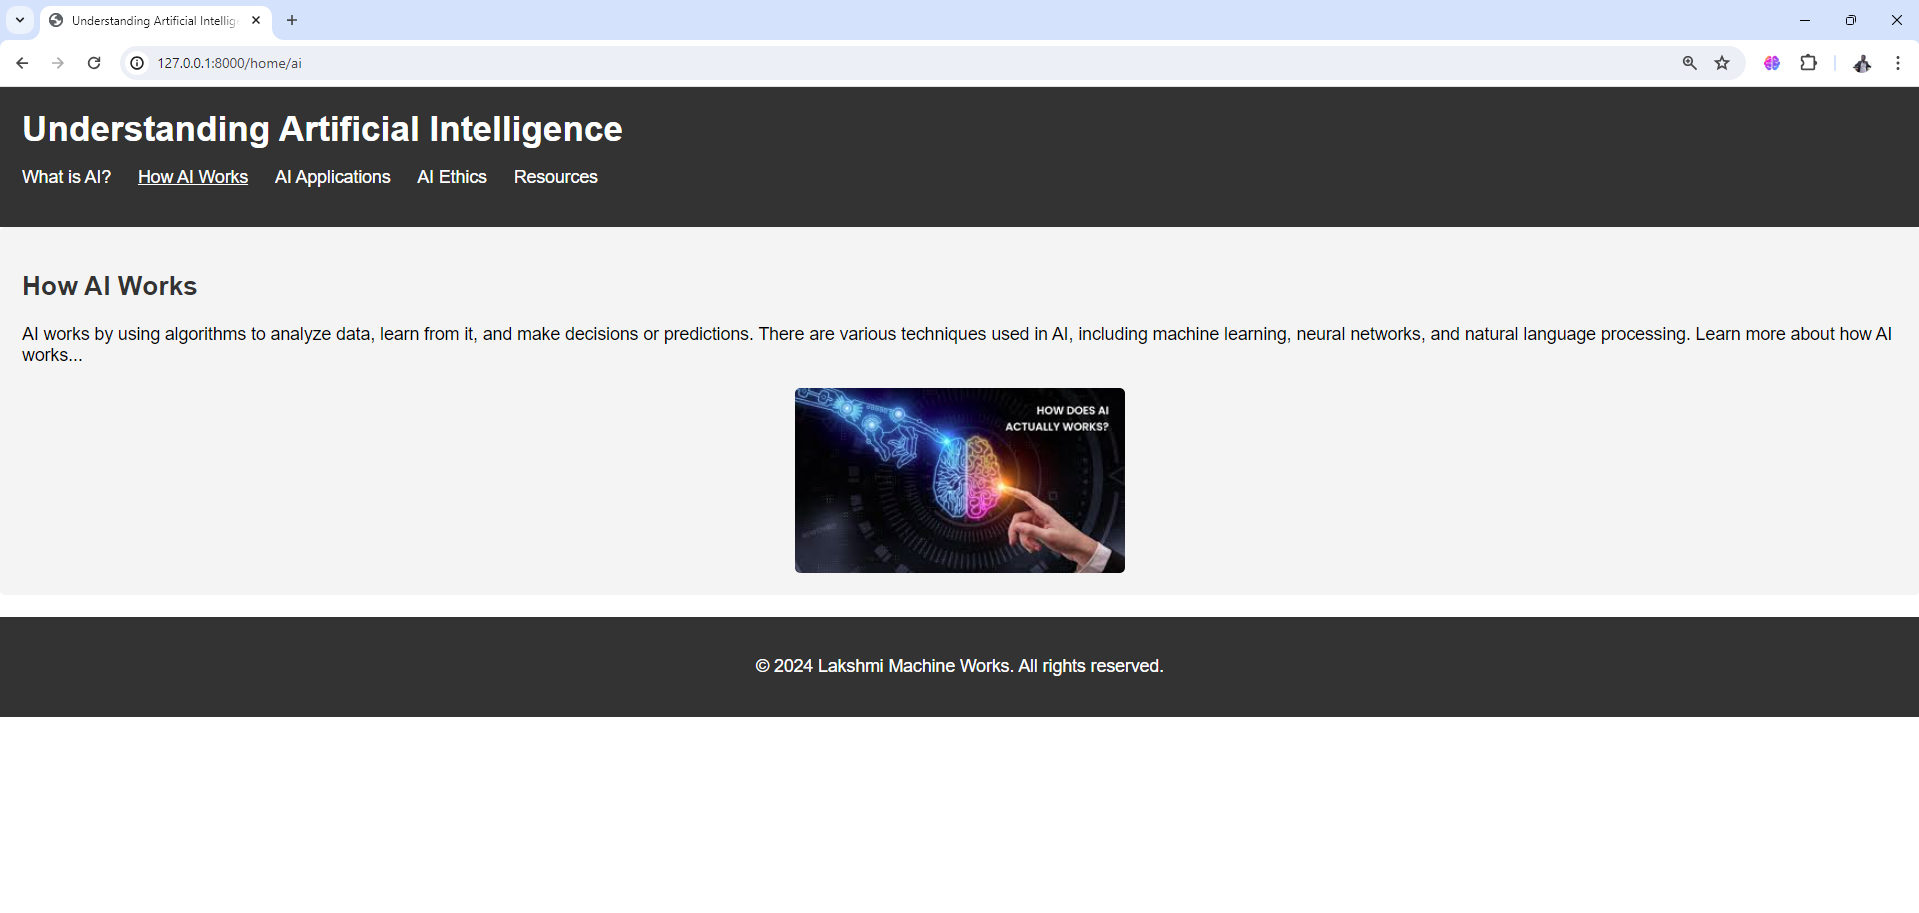 Understanding Artificial Intellig
127.0.0.1:8000/home/ai
Understanding Artificial Intelligence
What is AI? How AI Works AI Applications AI Ethics Resources
How AI Works
AI works by using algorithms to analyze data, learn from it, and make decisions or predictions. There are various techniques used in AI, including machine learning, neural networks, and natural language processing. Learn more about how AI
works...
HOW DOES AI
ACTUALLY WORKS?
© 2024 Lakshmi Machine Works. All rights reserved.